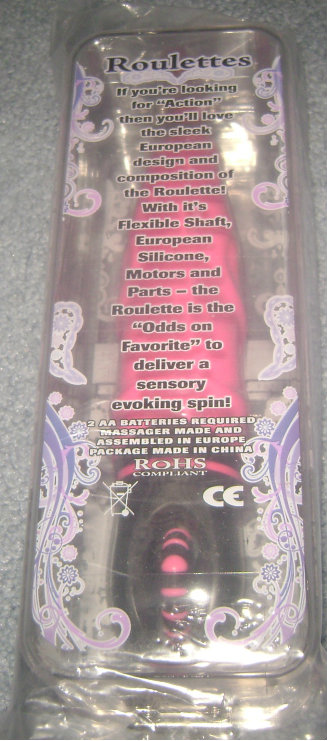 Roulettes
If you're looking
for "Action"
then you'll love
the sleek
European
design and
composition of
the Roulette!
With it's
Flexible Shaft,
European
Silicone,
Motors and
Parts – the
Roulette is the
"Odds on
Favorite" to
deliver a
sensory
evoking spin!
2 AA BATTERIES REQUIRED
MASSAGER MADE AND
ASSEMBLED IN EUROPE
PACKAGE MADE IN CHINA
ROHS
COMPLIANT
CE